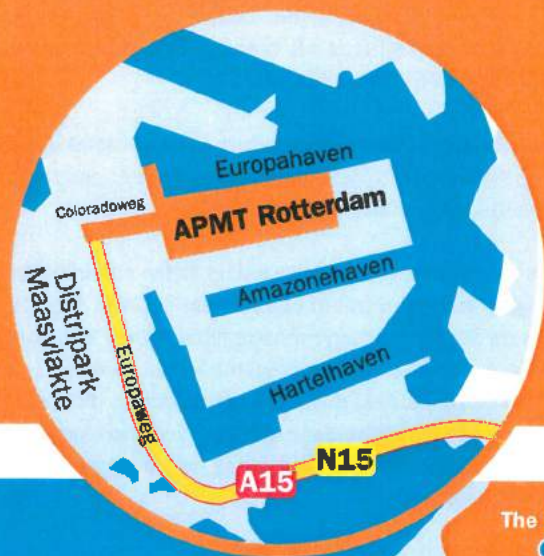 Europahaven
Coloradoweg
APMT Rotterdam
Amazonehaven
Distripark
Maasvlakte
Europaweg
Hartelhaven
N15
A15
The